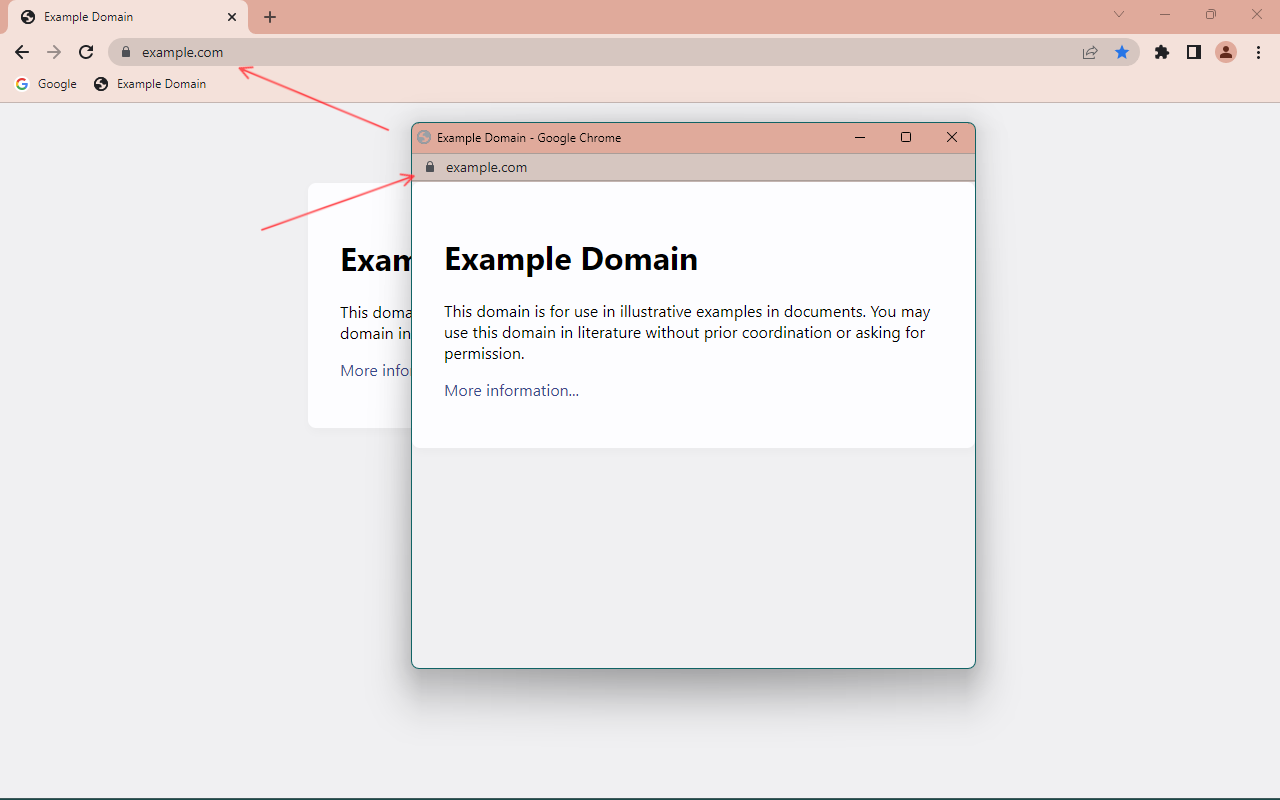 Example Domain
example.com
Google
Example Domain
Example Domain - Google Chrome
example.com
Exam
This doma
domain in
More info
Example Domain
This domain is for use in illustrative examples in documents. You may
use this domain in literature without prior coordination or asking for
permission.
More information...